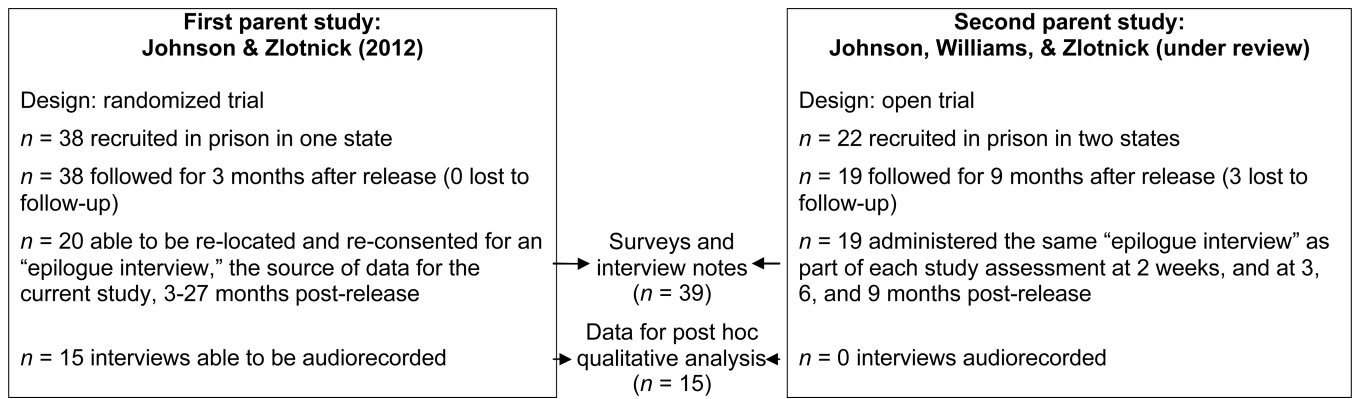 First parent study:
Johnson & Zlotnick (2012)
Design: randomized trial
n = 38 recruited in prison in one state
n = 38 followed for 3 months after release (0 lost to
follow-up)
n = 20 able to be re-located and re-consented for an
“epilogue interview,” the source of data for the
current study, 3-27 months post-release
n = 15 interviews able to be audiorecorded
Surveys and
interview notes
(n = 39)
Data for post hoc
qualitative analysis
(n = 15)
Second parent study:
Johnson, Williams, & Zlotnick (under review)
Design: open trial
n = 22 recruited in prison in two states
n = 19 followed for 9 months after release (3 lost to
follow-up)
n = 19 administered the same “epilogue interview” as
part of each study assessment at 2 weeks, and at 3,
6, and 9 months post-release
n = 0 interviews audiorecorded